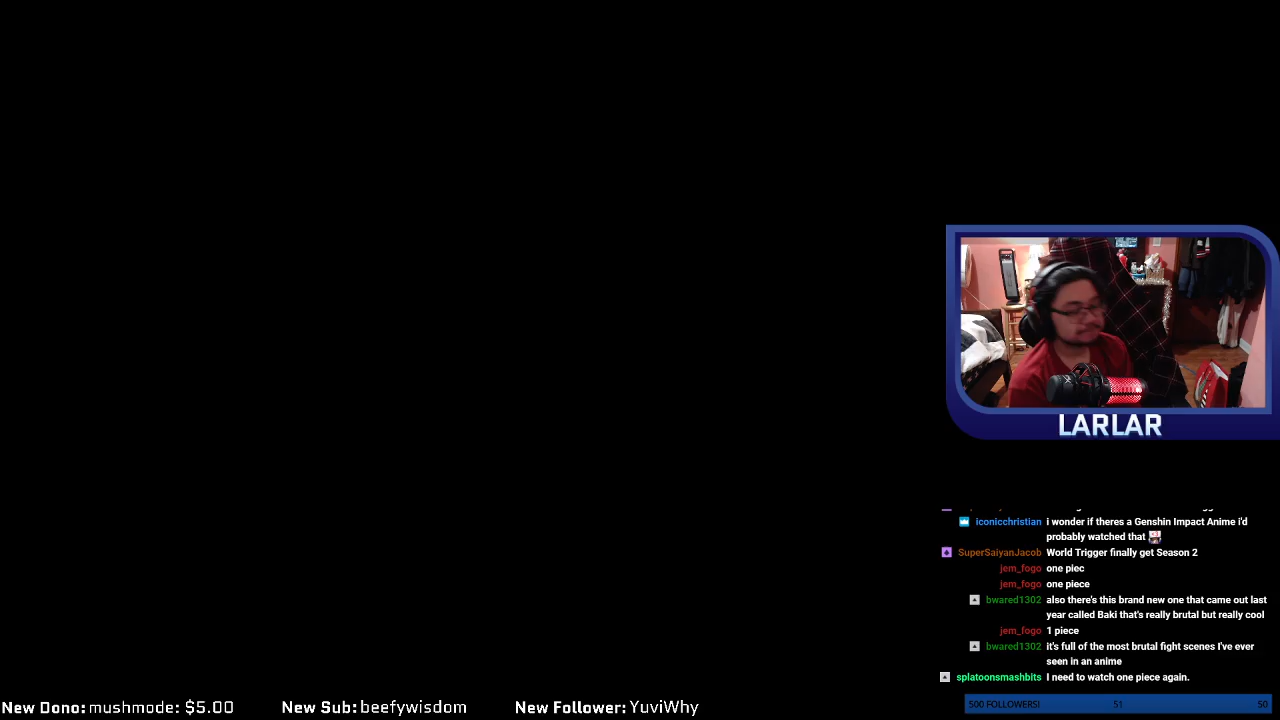 LARLAR
iconicchristian i wonder if theres a Genshin Impact Anime i'd
probably watched that
SuperSaiyanJacob World Trigger finally get Season 2
jem_fogo one piec
jem_fogo one piece
bwared1302 also there's this brand new one that came out last
year called Baki that's really brutal but really cool
jem_fogo 1 piece
bwared1302 it's full of the most brutal fight scenes I've ever
seen in an anime
splatoonsmashbits I need to watch one piece again.
500 FOLLOWERS! 51 50
New Dono: mushmode: $5.00 New Sub: beefywisdom New Follower: YuviWhy